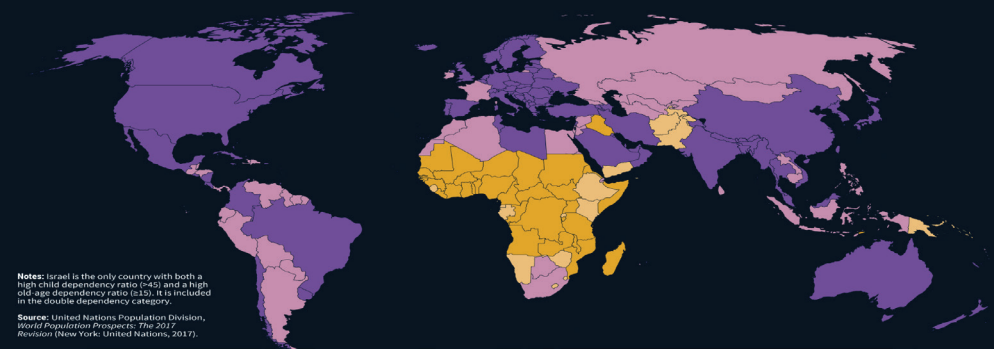 Notes: Israel is the only country with both a
high child dependency ratio (>45) and a high
old-age dependency ratio (≥15). It is included
in the double dependency category.
Source: United Nations Population Division,
World Population Prospects: The 2017
Revision (New York: United Nations, 2017).